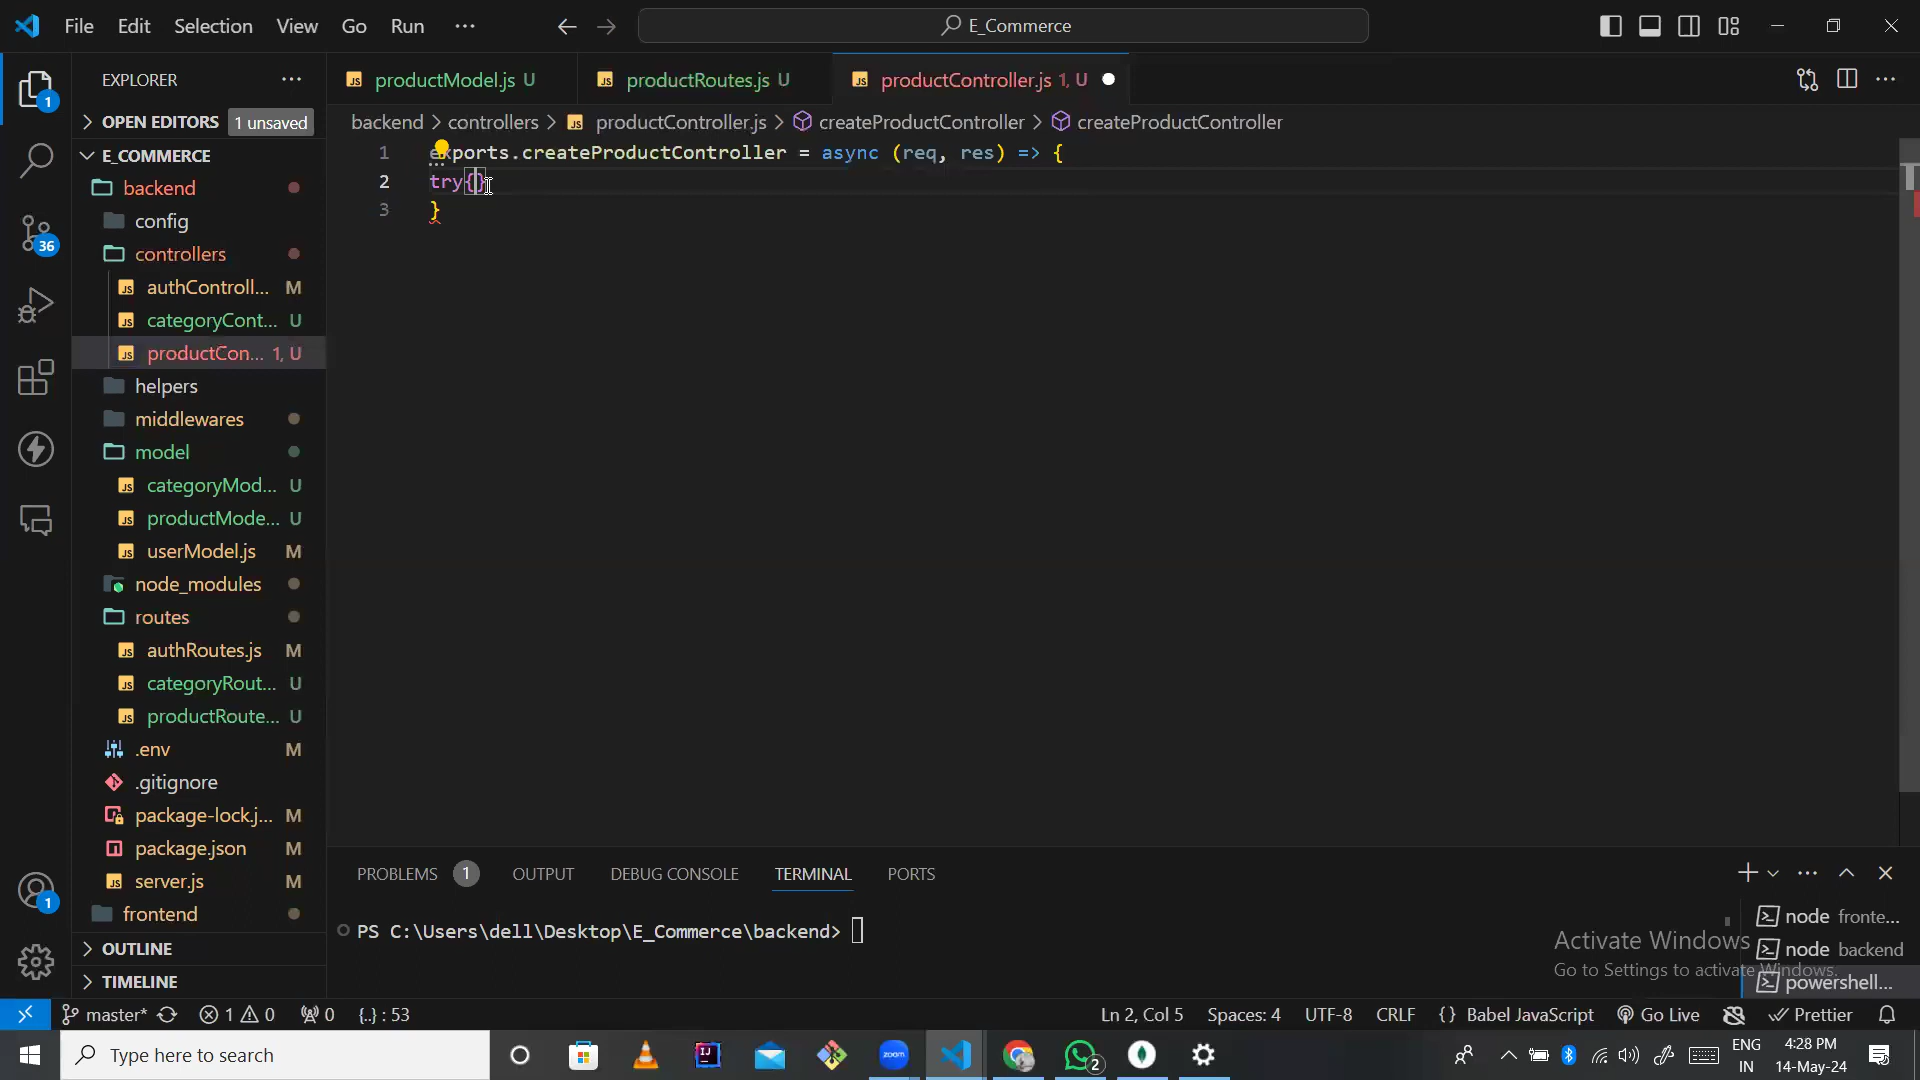 File Edit Selection View Go Run ··· E_Commerce
EXPLORER ···
productModel.js U productRoutes.js U productController.js 1, U
OPEN EDITORS 1 unsaved
backend > controllers > productController.js > createProductController > createProductController
E_COMMERCE
backend
config
controllers
authControll... M
categoryCont... U
productCon... 1, U
helpers
middlewares
model
categoryMod... U
productMode... U
userModel.js M
node_modules
routes
authRoutes.js M
categoryRout... U
productRoute... U
.env M
.gitignore
package-lock.j... M
package.json M
server.js M
frontend
OUTLINE
TIMELINE
1
36
1
1 exports.createProductController = async (req, res) => {
2 try{}
3 }
PROBLEMS 1 OUTPUT DEBUG CONSOLE TERMINAL PORTS
PS C:\Users\dell\Desktop\E_Commerce\backend>
node fronte...
node backend
powershell...
Activate Windows
Go to Settings to activate Windows.
master* 1 0 0 {..} : 53 Ln 2, Col 5 Spaces: 4 UTF-8 CRLF {} Babel JavaScript Go Live Prettier
Type here to search
zoom
2
ENG
IN
4:28 PM
14-May-24